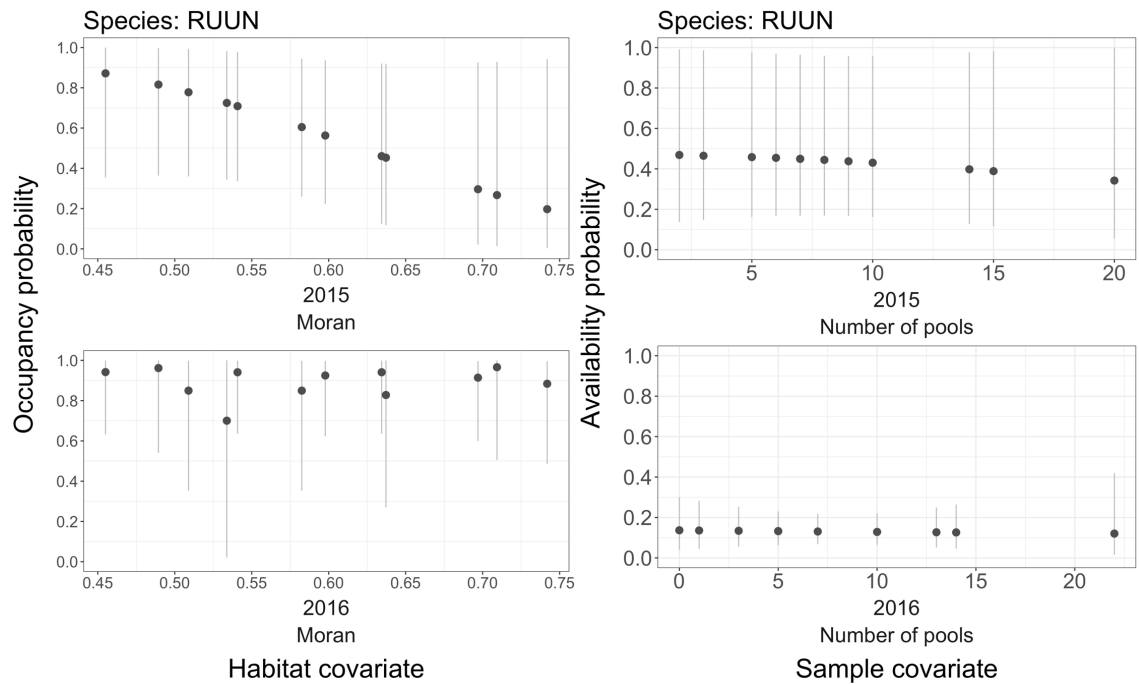 Species: RUUN
1.0
0.8
0.6
0.4
0.2
0.0
0.45 0.50 0.55 0.60 0.65 0.70 0.75
2015
Moran
Species: RUUN
1.0
0.8
0.6
0.4
0.2
0.0
5 10 15 20
2015
Number of pools
Occupancy probability
Availability probability
1.0
0.8
0.6
0.4
0.2
0.0
0.45 0.50 0.55 0.60 0.65 0.70 0.75
2016
Moran
1.0
0.8
0.6
0.4
0.2
0.0
0 5 10 15 20
2016
Number of pools
Habitat covariate
Sample covariate